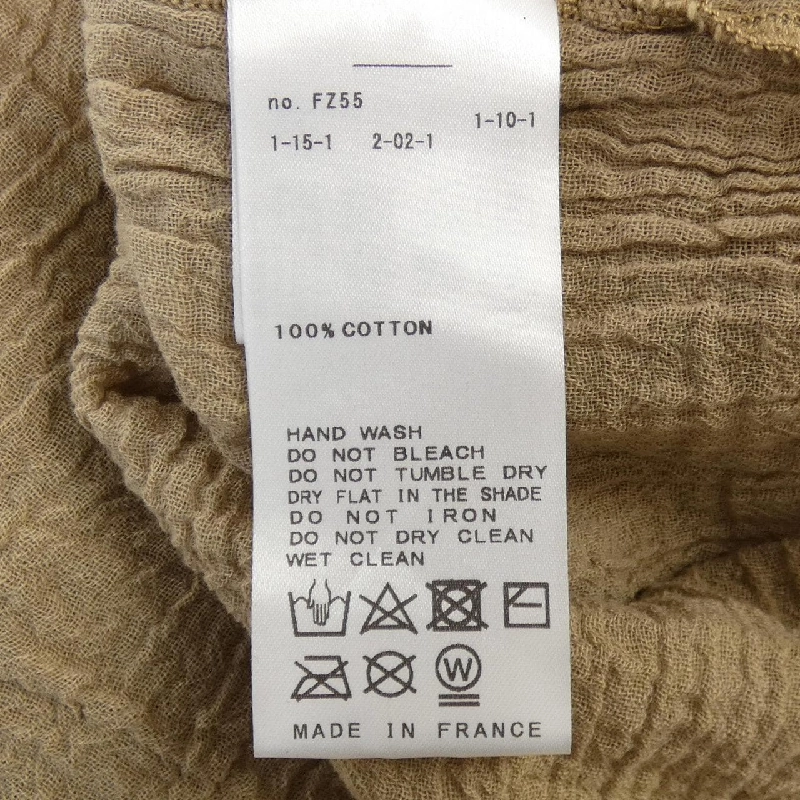 no. FZ55
1-10-1
1-15-1 2-02-1
100% COTTON
HAND WASH
DO NOT BLEACH
DO NOT TUMBLE DRY
DRY FLAT IN THE SHADE
DO NOT IRON
DO NOT DRY CLEAN
WET CLEAN
W
MADE IN FRANCE